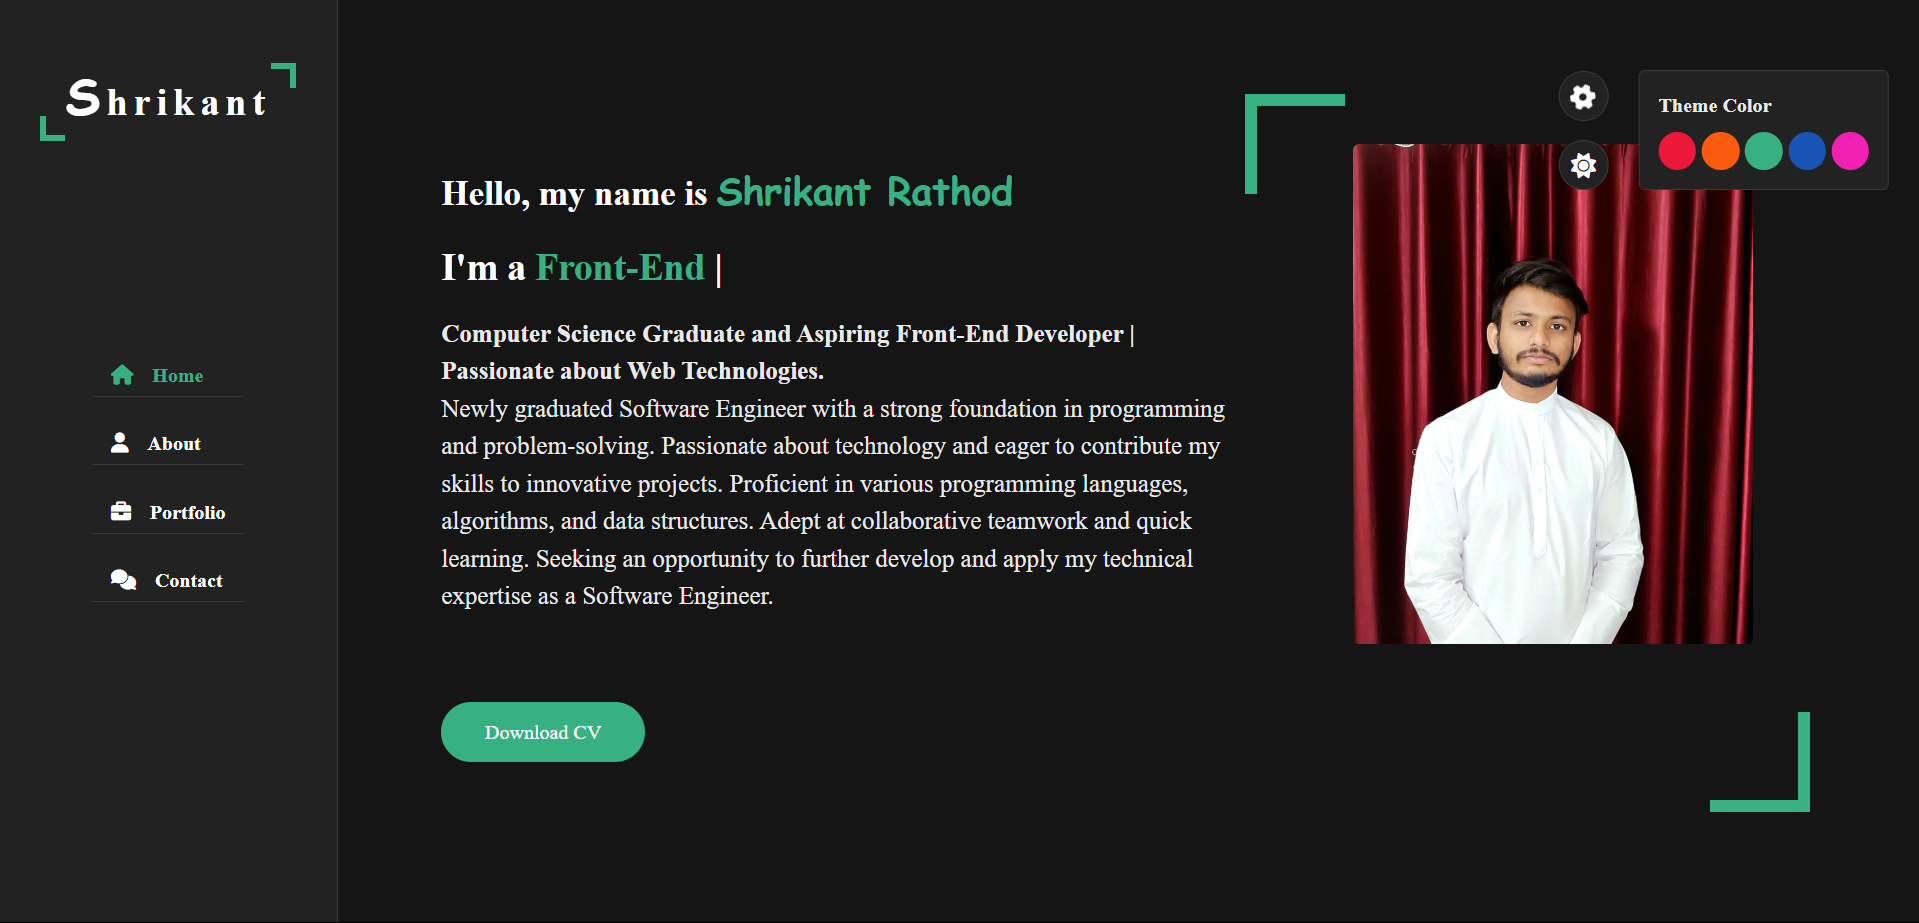 Shrikant
Home
About
Portfolio
Contact
Hello, my name is Shrikant Rathod
I'm a Front-End |
Computer Science Graduate and Aspiring Front-End Developer |
Passionate about Web Technologies.
Newly graduated Software Engineer with a strong foundation in programming
and problem-solving. Passionate about technology and eager to contribute my
skills to innovative projects. Proficient in various programming languages,
algorithms, and data structures. Adept at collaborative teamwork and quick
learning. Seeking an opportunity to further develop and apply my technical
expertise as a Software Engineer.
Download CV
Theme Color